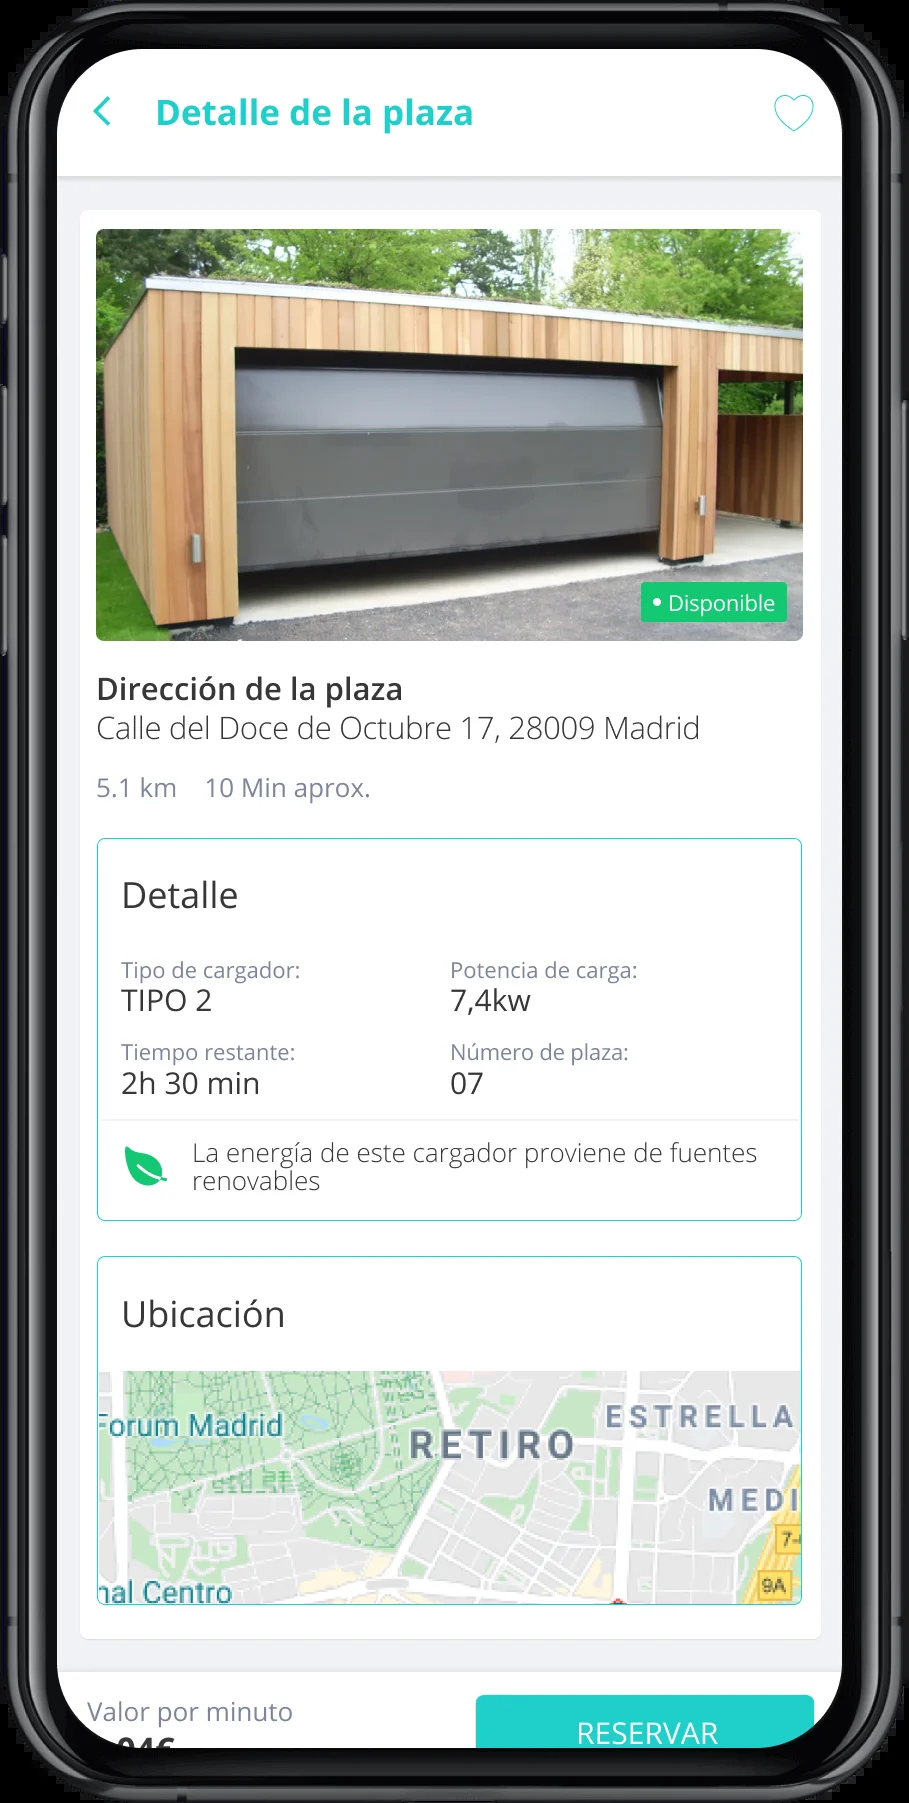 Detalle de la plaza
Disponible
Dirección de la plaza
Calle del Doce de Octubre 17, 28009 Madrid
5.1 km 10 Min aprox.
Detalle
Tipo de cargador: Potencia de carga:
TIPO 2 7,4kw
Tiempo restante: Número de plaza:
2h 30 min 07
La energía de este cargador proviene de fuentes
renovables
Ubicación
ESTRELLA
Forum Madrid
RETIRO
MEDI
7-
9A
nal Centro
Valor por minuto
RESERVAR